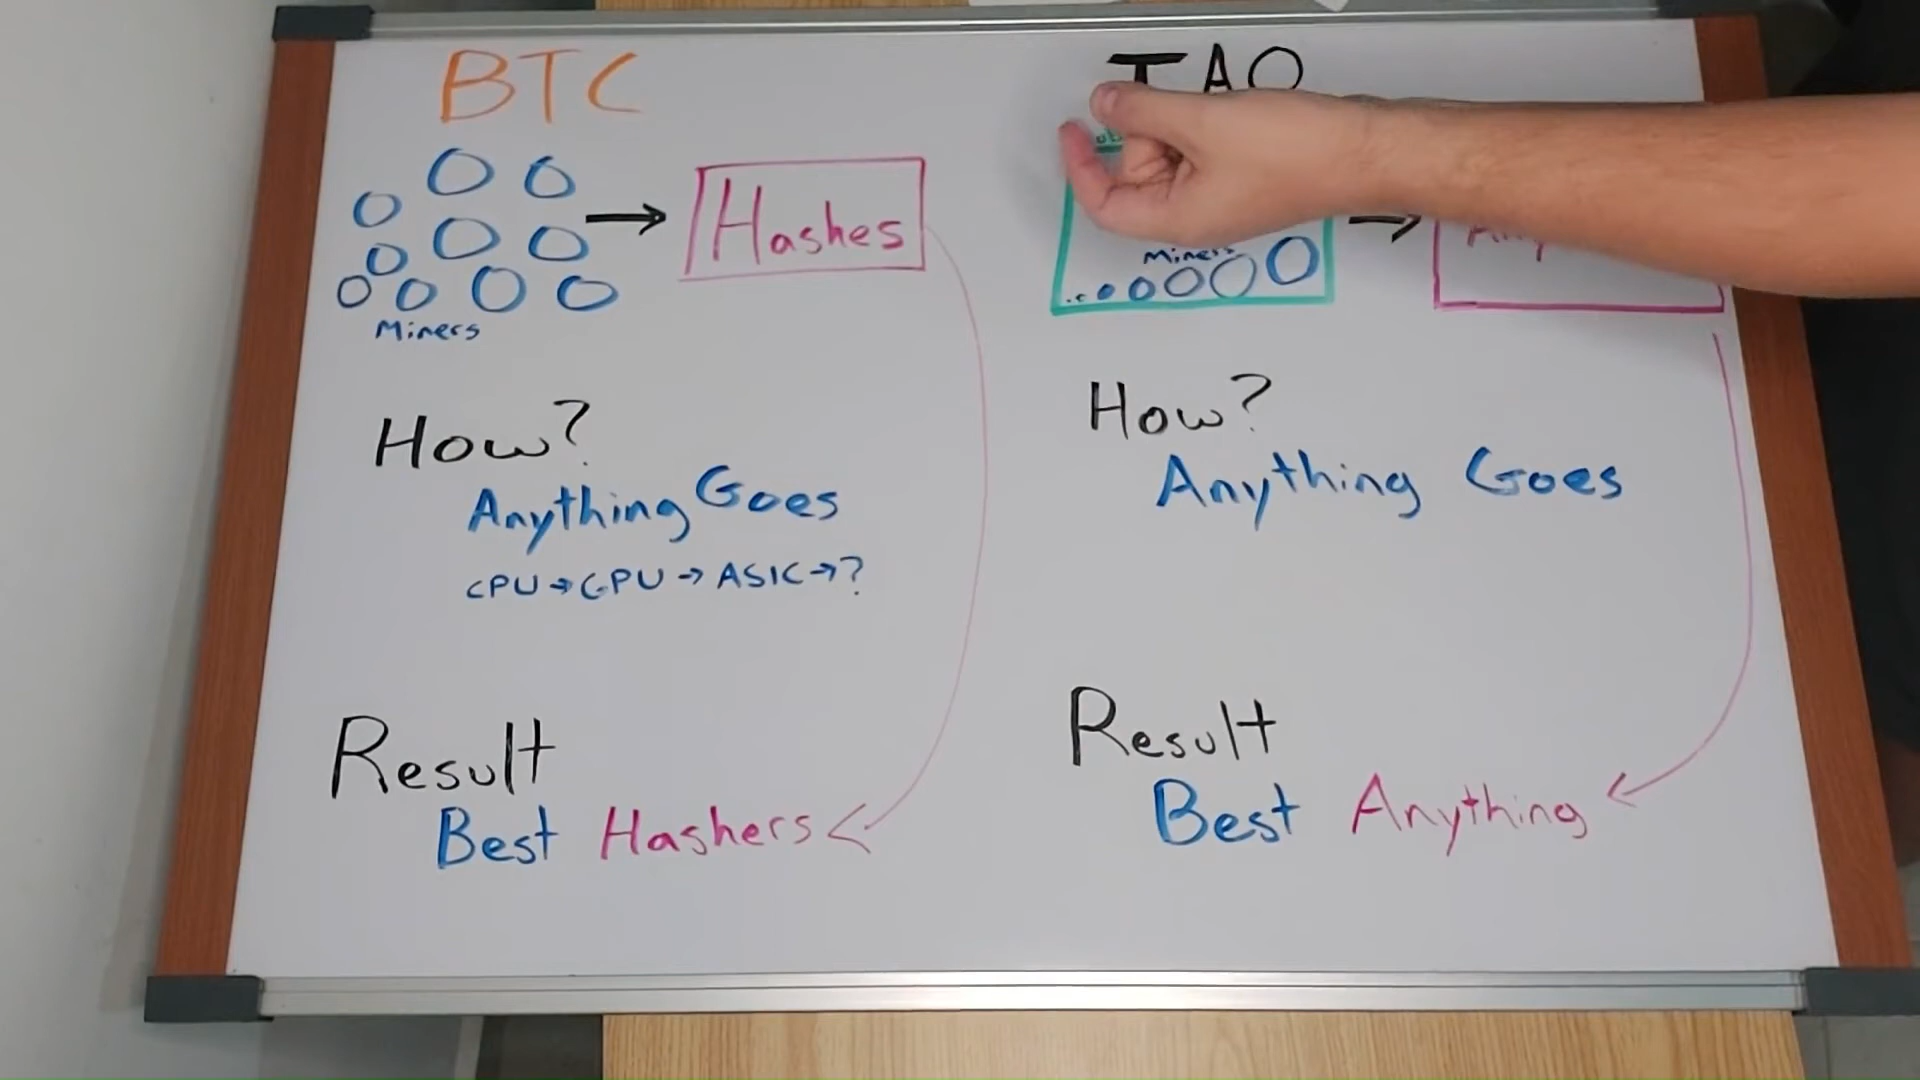 BTC
Hashes
Miners
How?
Anything Goes
CPU → GPU → ASIC → ?
Result
Best Hashers
TAO
Miners
How?
Anything Goes
Result
Best Anything